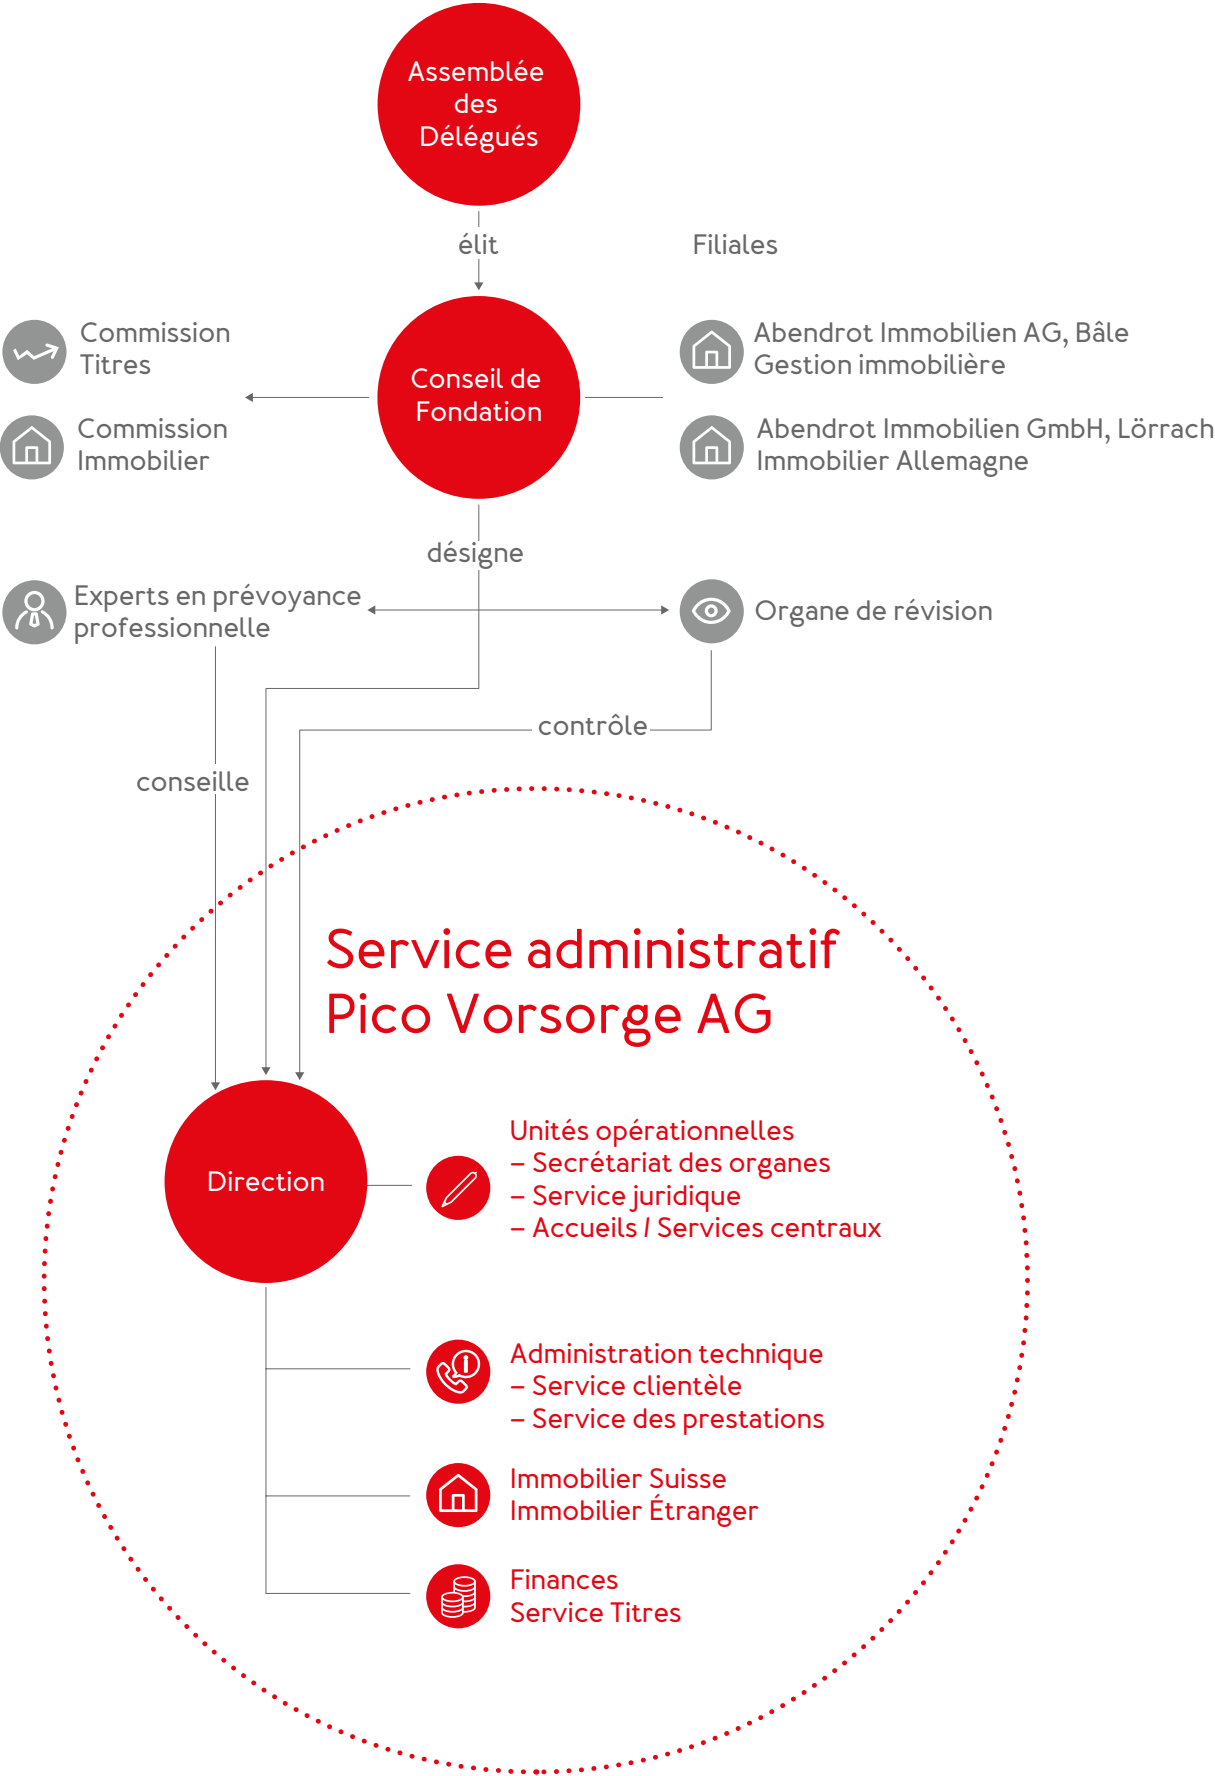 Assemblée
des
Délégués
élit
Filiales
Commission
Titres
Commission
Immobilier
Conseil de
Fondation
Abendrot Immobilien AG, Bâle
Gestion immobilière
Abendrot Immobilien GmbH, Lörrach
Immobilier Allemagne
désigne
Experts en prévoyance
professionnelle
Organe de révision
contrôle
conseille
Service administratif
Pico Vorsorge AG
Direction
Unités opérationnelles
– Secrétariat des organes
– Service juridique
– Accueils / Services centraux
Administration technique
– Service clientèle
– Service des prestations
Immobilier Suisse
Immobilier Étranger
Finances
Service Titres